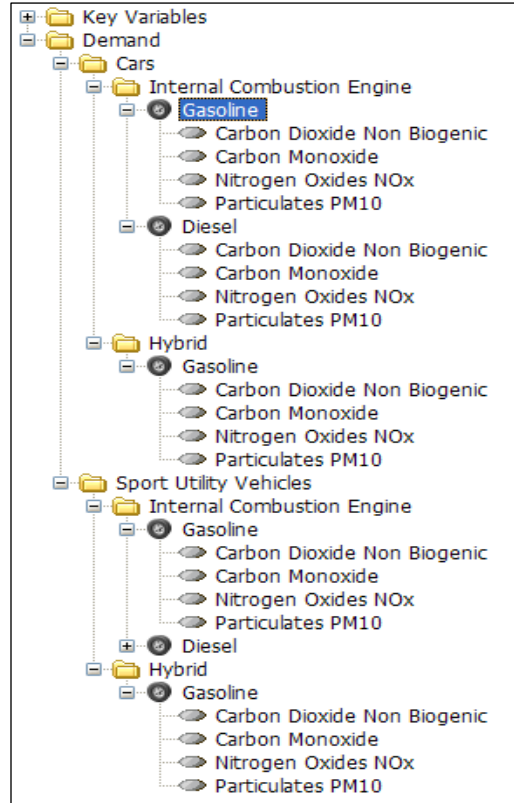 Key Variables
Demand
Cars
Internal Combustion Engine
Gasoline
Carbon Dioxide Non Biogenic
Carbon Monoxide
Nitrogen Oxides NOx
Particulates PM10
Diesel
Carbon Dioxide Non Biogenic
Carbon Monoxide
Nitrogen Oxides NOx
Particulates PM10
Hybrid
Gasoline
Carbon Dioxide Non Biogenic
Carbon Monoxide
Nitrogen Oxides NOx
Particulates PM10
Sport Utility Vehicles
Internal Combustion Engine
Gasoline
Carbon Dioxide Non Biogenic
Carbon Monoxide
Nitrogen Oxides NOx
Particulates PM10
Diesel
Hybrid
Gasoline
Carbon Dioxide Non Biogenic
Carbon Monoxide
Nitrogen Oxides NOx
Particulates PM10